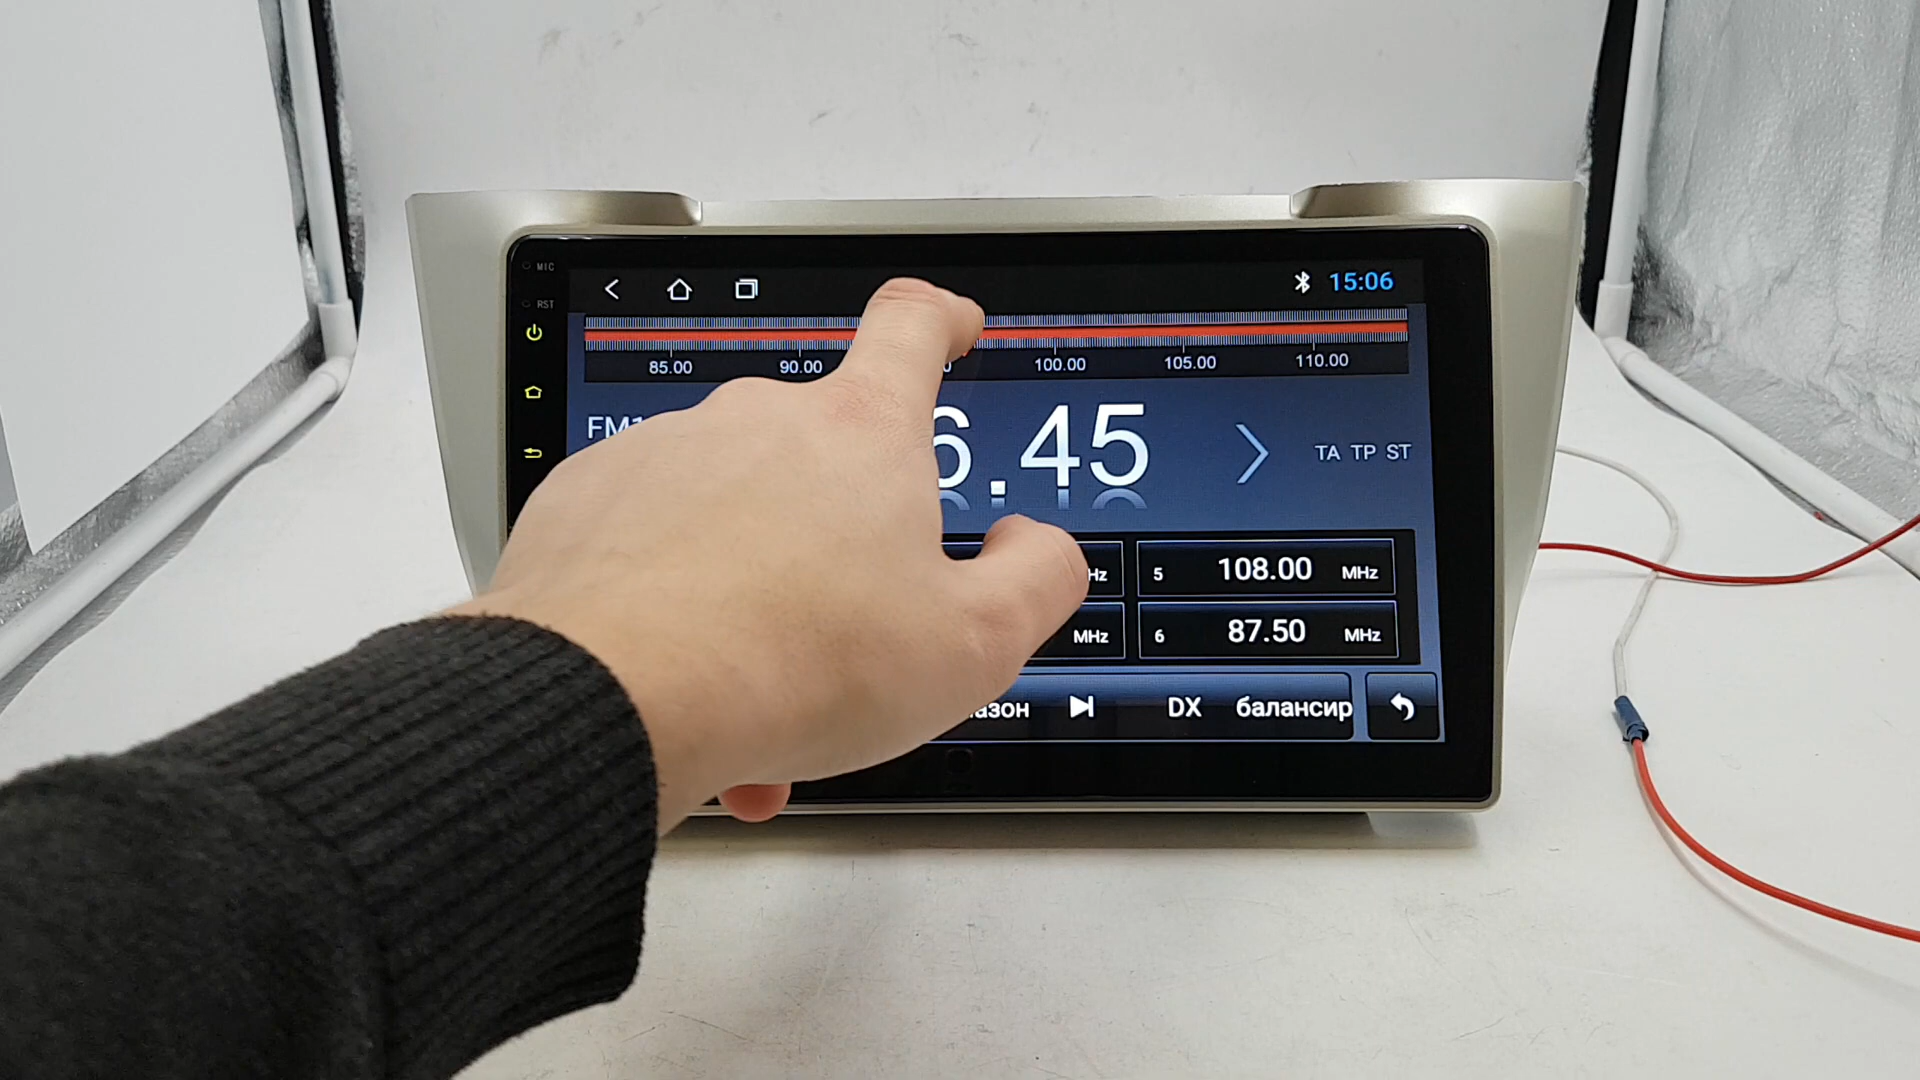 MIC
15:06
RST
85.00 90.00 100.00 105.00 110.00
FM1
6.45
TA TP ST
Hz 5 108.00 MHz
MHz 6 87.50 MHz
азон DX балансир